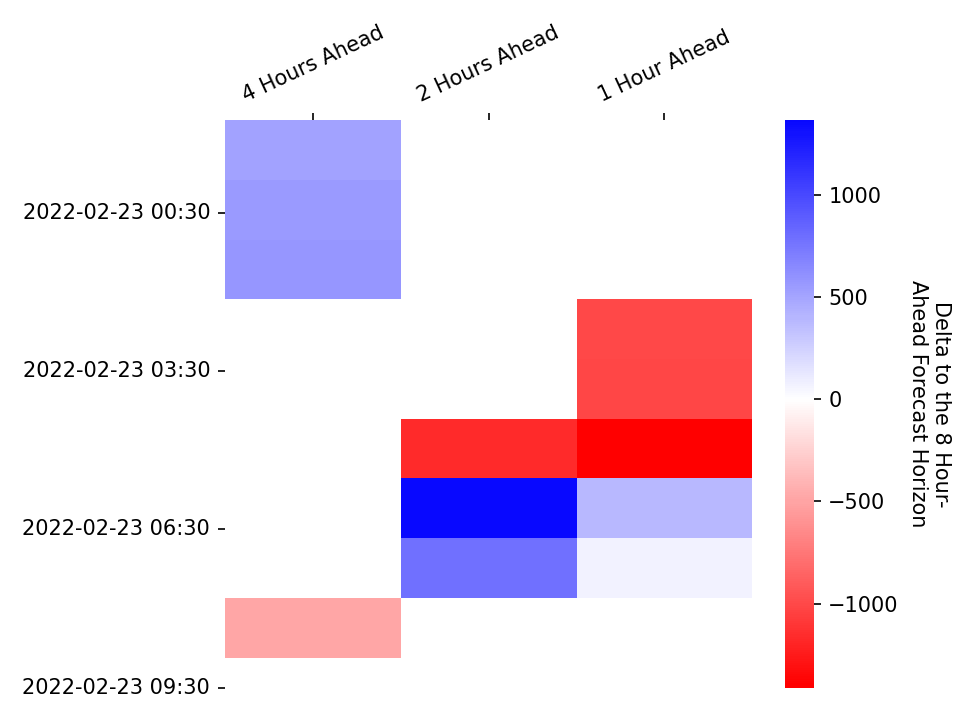 4 Hours Ahead
2 Hours Ahead
1 Hour Ahead
2022-02-23 00:30
2022-02-23 03:30
2022-02-23 06:30
2022-02-23 09:30
1000
500
0
−500
−1000
Delta to the 8 Hour-
Ahead Forecast Horizon